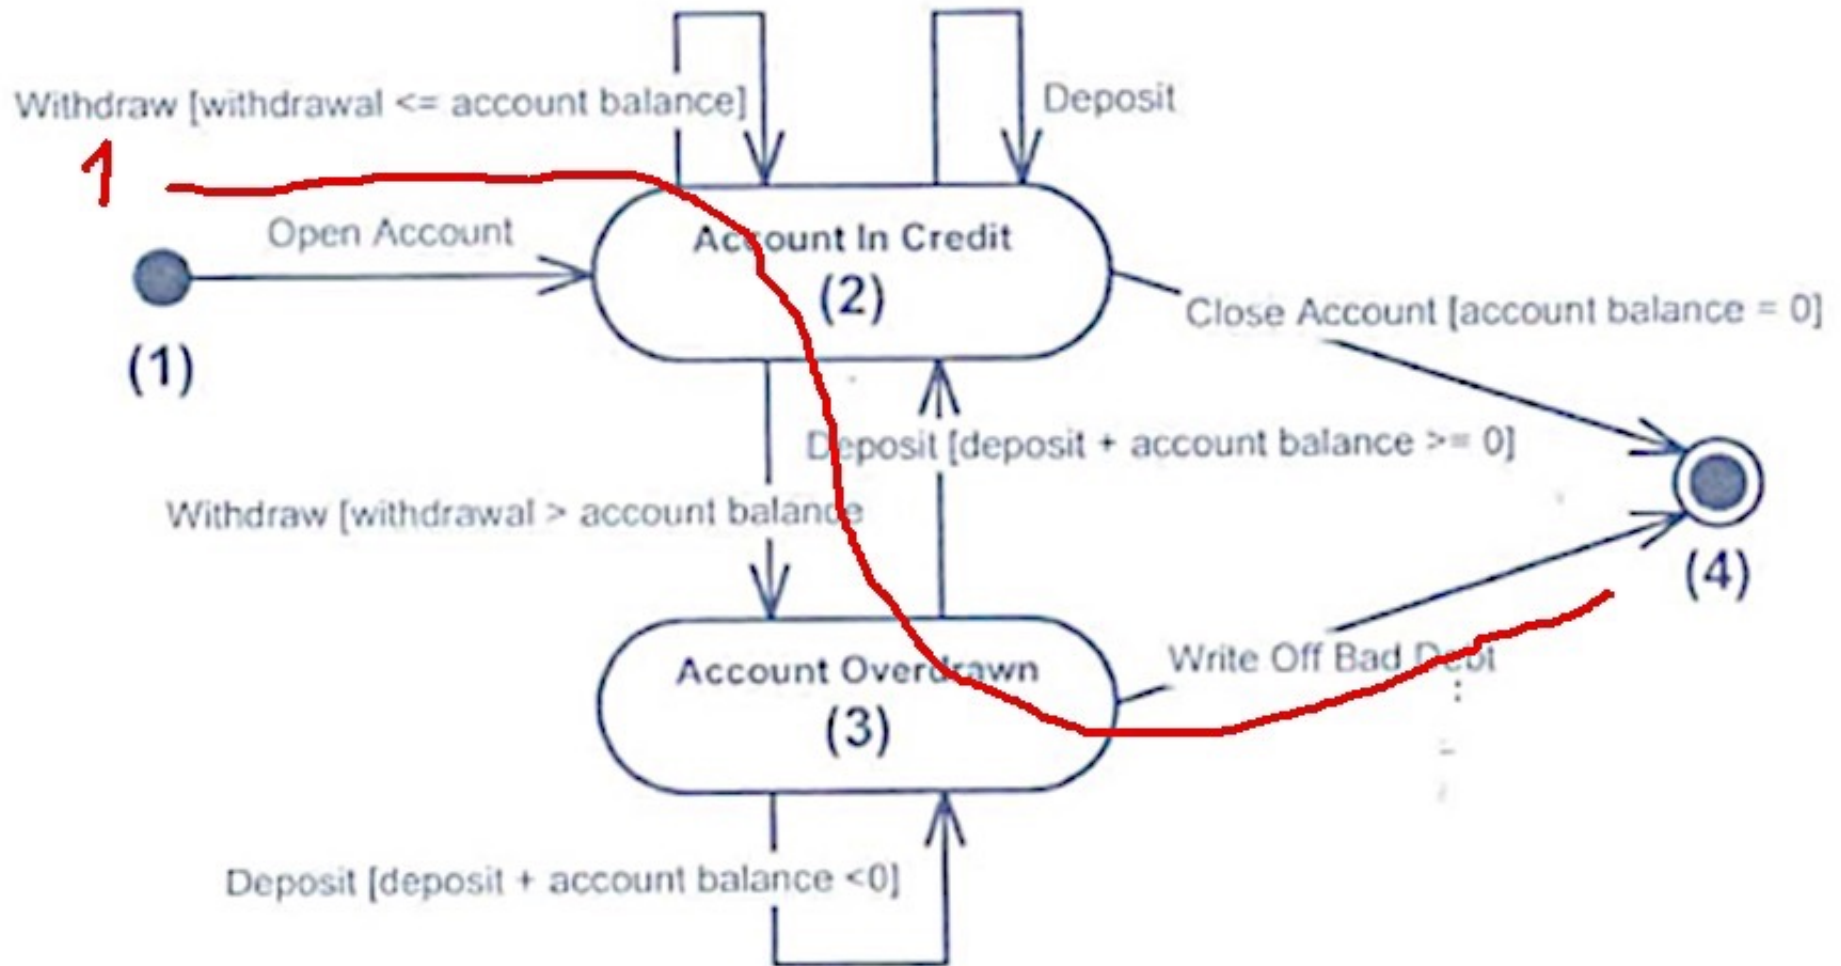 Withdraw [withdrawal <= account balance]
Deposit
1
Open Account
Account In Credit
(2)
(1)
Close Account [account balance = 0]
Deposit [deposit + account balance >= 0]
Withdraw [withdrawal > account balance
(4)
Write Off Bad Debt
Account Overdrawn
(3)
Deposit [deposit + account balance <0]